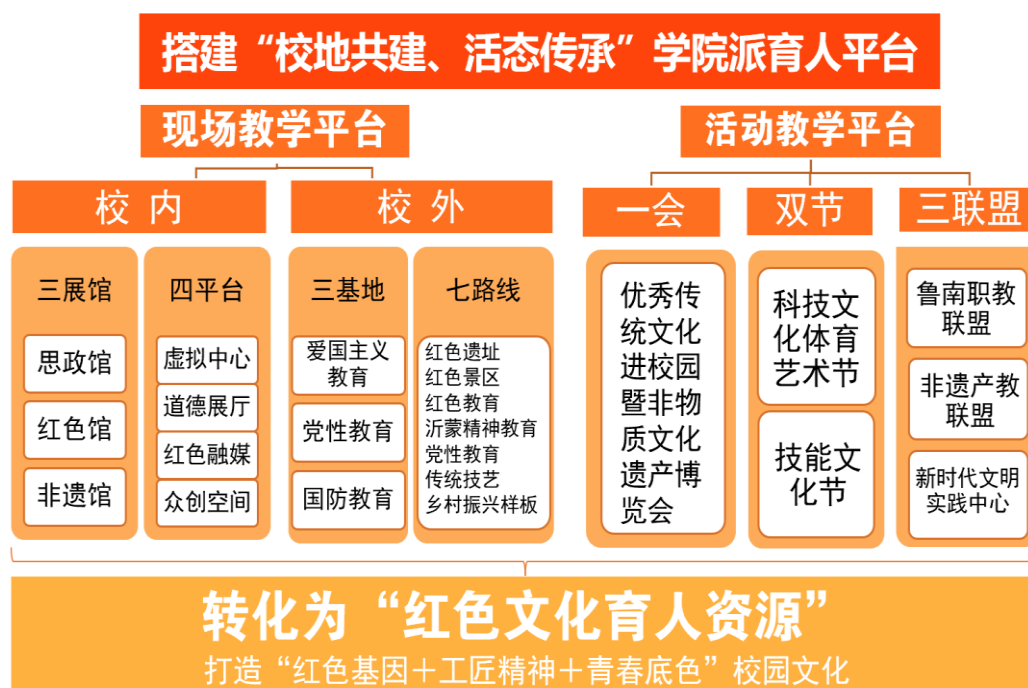 搭建“校地共建、活态传承”学院派育人平台
现场教学平台
活动教学平台
校 内
校 外
一会
双节
三联盟
三展馆
思政馆
红色馆
非遗馆
四平台
虚拟中心
道德展厅
红色融媒
众创空间
三基地
爱国主义
教育
党性教育
国防教育
七路线
红色遗址
红色景区
红色教育
沂蒙精神教育
党性教育
传统技艺
乡村振兴样板
优秀传
统文化
进校园
暨非物
质文化
遗产博
览会
科技文
化体育
艺术节
技能文
化节
鲁南职教
联盟
非遗产教
联盟
新时代文明
实践中心
转化为“红色文化育人资源”
打造“红色基因＋工匠精神＋青春底色”校园文化